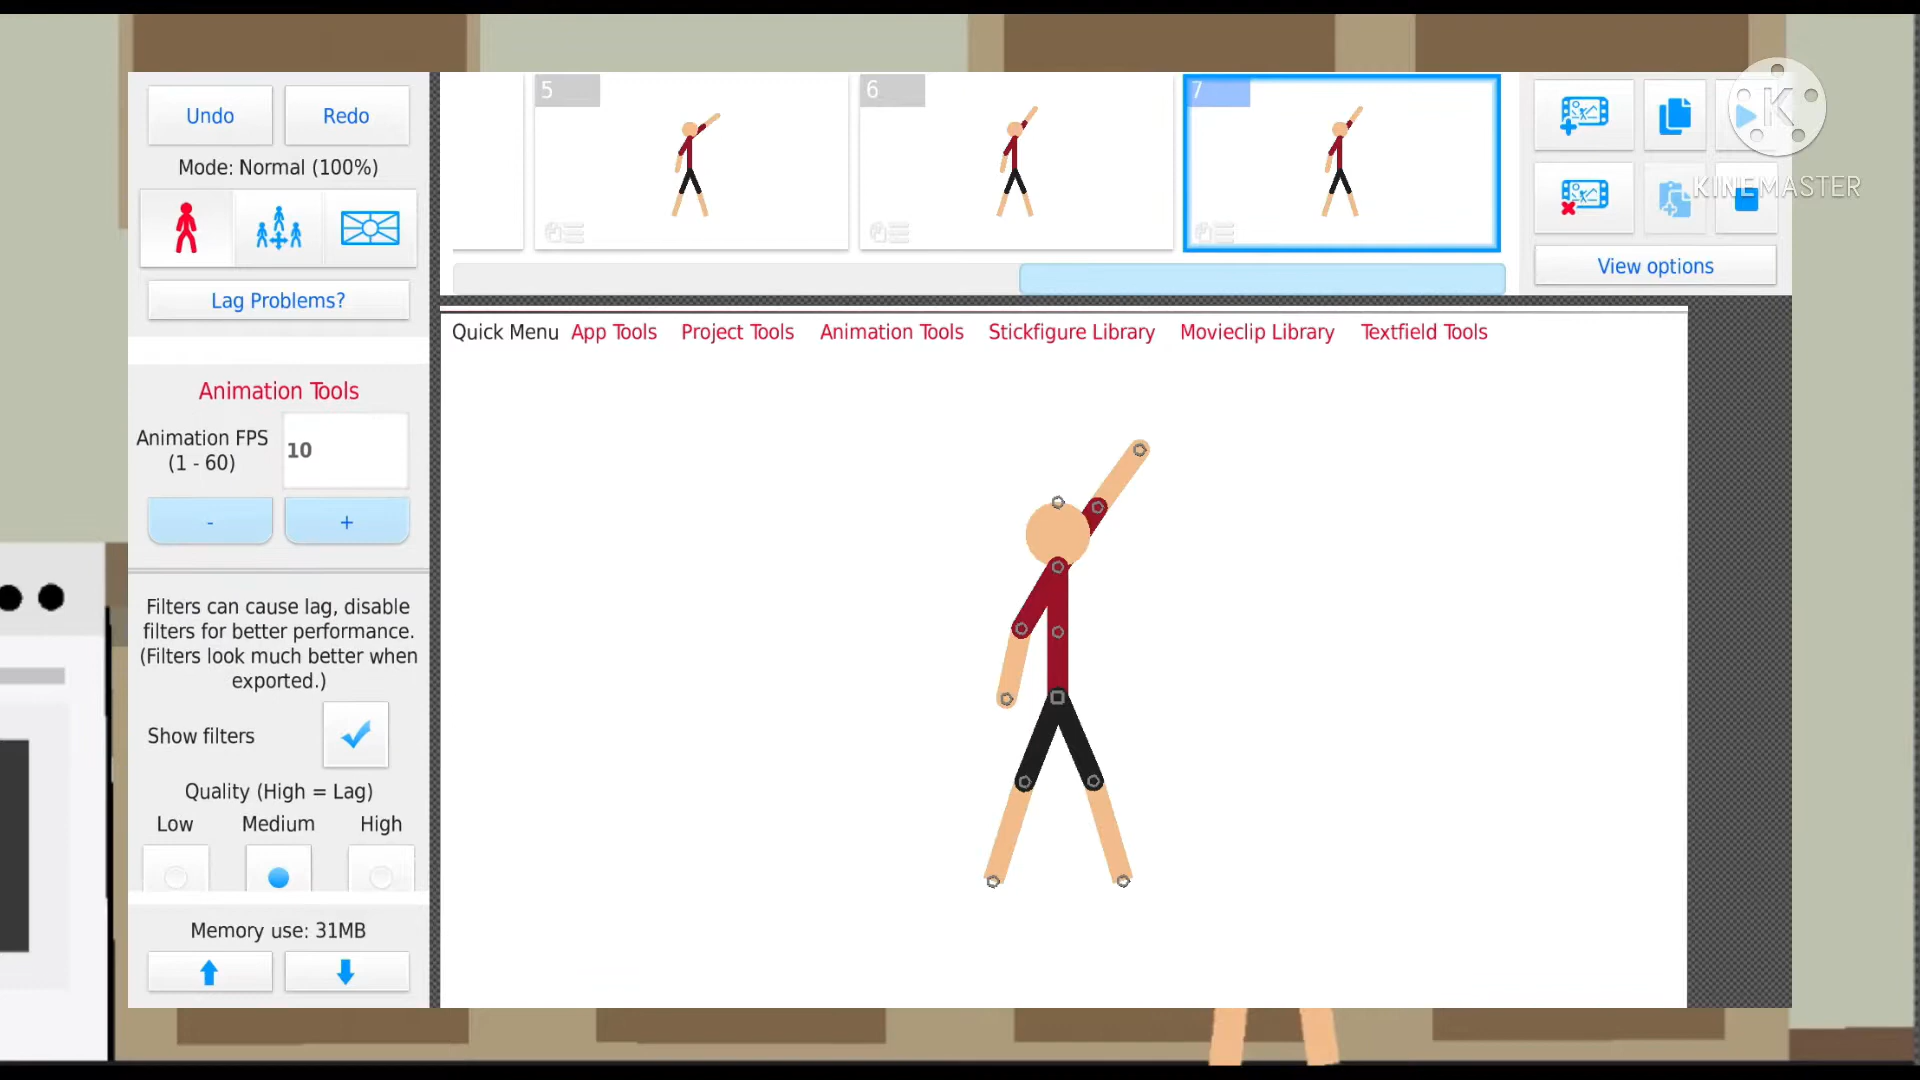 Undo
Redo
Mode: Normal (100%)
Lag Problems?
5
6
7
K
KINEMASTER
View options
Quick Menu
App Tools
Project Tools
Animation Tools
Stickfigure Library
Movieclip Library
Textfield Tools
Animation Tools
Animation FPS
(1 - 60)
10
-
+
Filters can cause lag, disable
filters for better performance.
(Filters look much better when
exported.)
Show filters
Quality (High = Lag)
Low
Medium
High
Memory use: 31MB